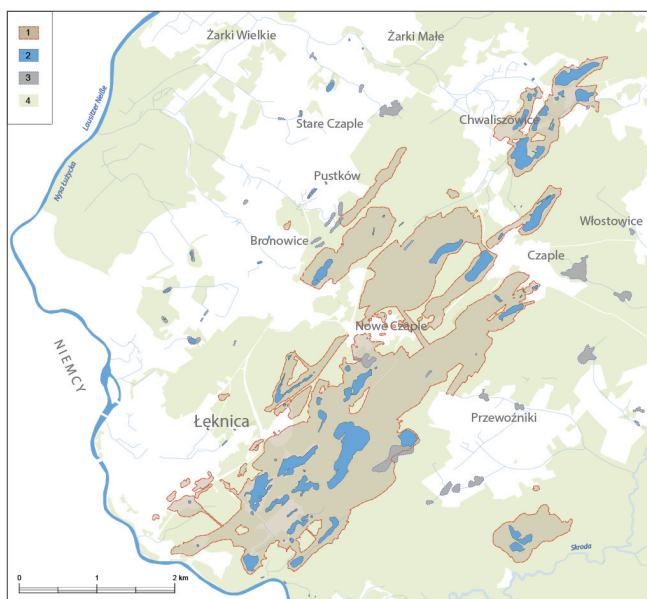 1
2
3
4
Żarki Wielkie
Żarki Małe
Lausitzer Neiße
Nysa Łużycka
Stare Czaple
Chwaliszowice
Pustków
Bronowice
Włostowice
Czaple
Nowe Czaple
NIEMCY
Łęknica
Przewoźniki
Skroda
0 1 2 km